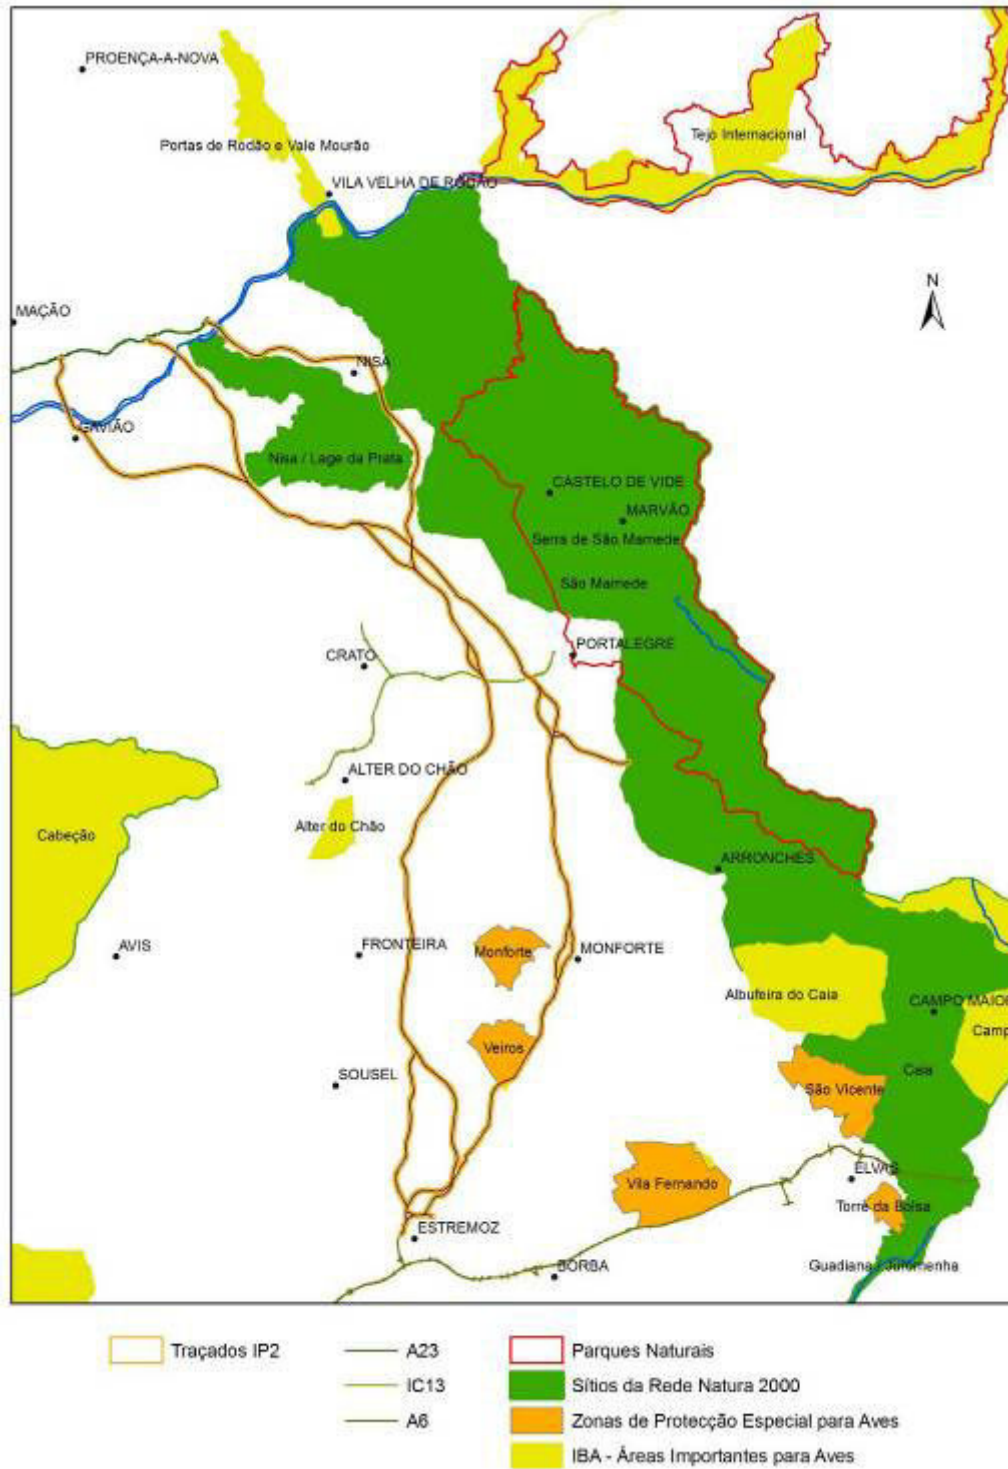 PROENÇA-A-NOVA
Tejo Internacional
Portas de Rodão e Vale Mourão
VILA VELHA DE RODÃO
N
MAÇÃO
NISA
GAVIÃO
Nisa / Lage da Prata
CASTELO DE VIDE
MARVÃO
Serra de São Mamede
São Mamede
PORTALEGRE
CRATO
ALTER DO CHÃO
Alter do Chão
Cabeção
ARRONCHES
AVIS
FRONTEIRA
Monforte
MONFORTE
Albufeira do Caia
CAMPO MAIOR
Camp
Veiros
Caia
SOUSEL
São Vicente
ELVAS
Vila Fernando
Torre da Bolsa
ESTREMOZ
BORBA
Guadiana / Juromenha
Traçados IP2
A23
IC13
A6
Parques Naturais
Sítios da Rede Natura 2000
Zonas de Protecção Especial para Aves
IBA - Áreas Importantes para Aves